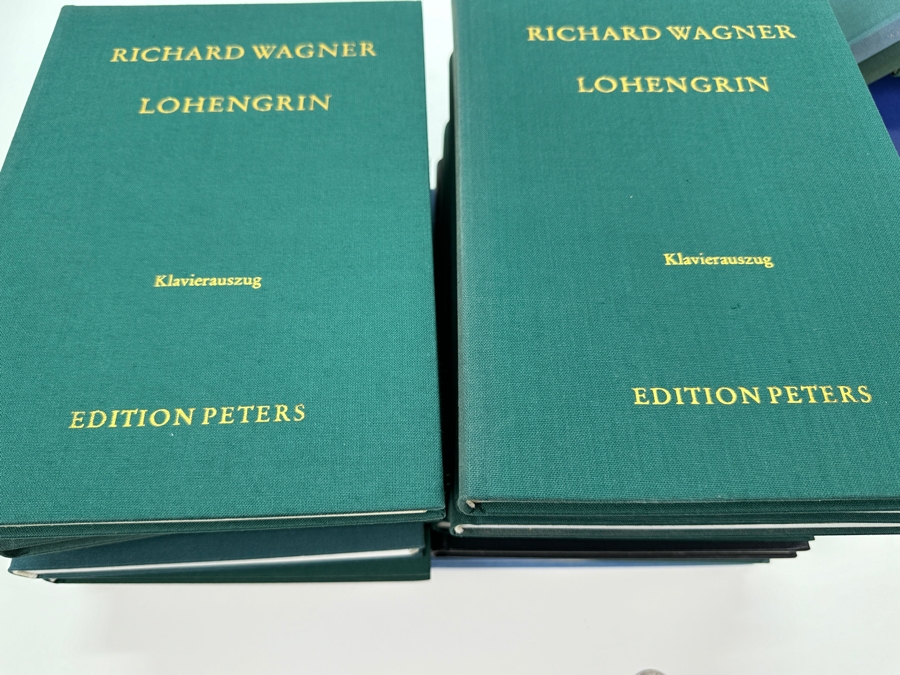 RICHARD WAGNER
LOHENGRIN
Klavierauszug
EDITION PETERS
RICHARD WAGNER
LOHENGRIN
Klavierauszug
EDITION PETERS